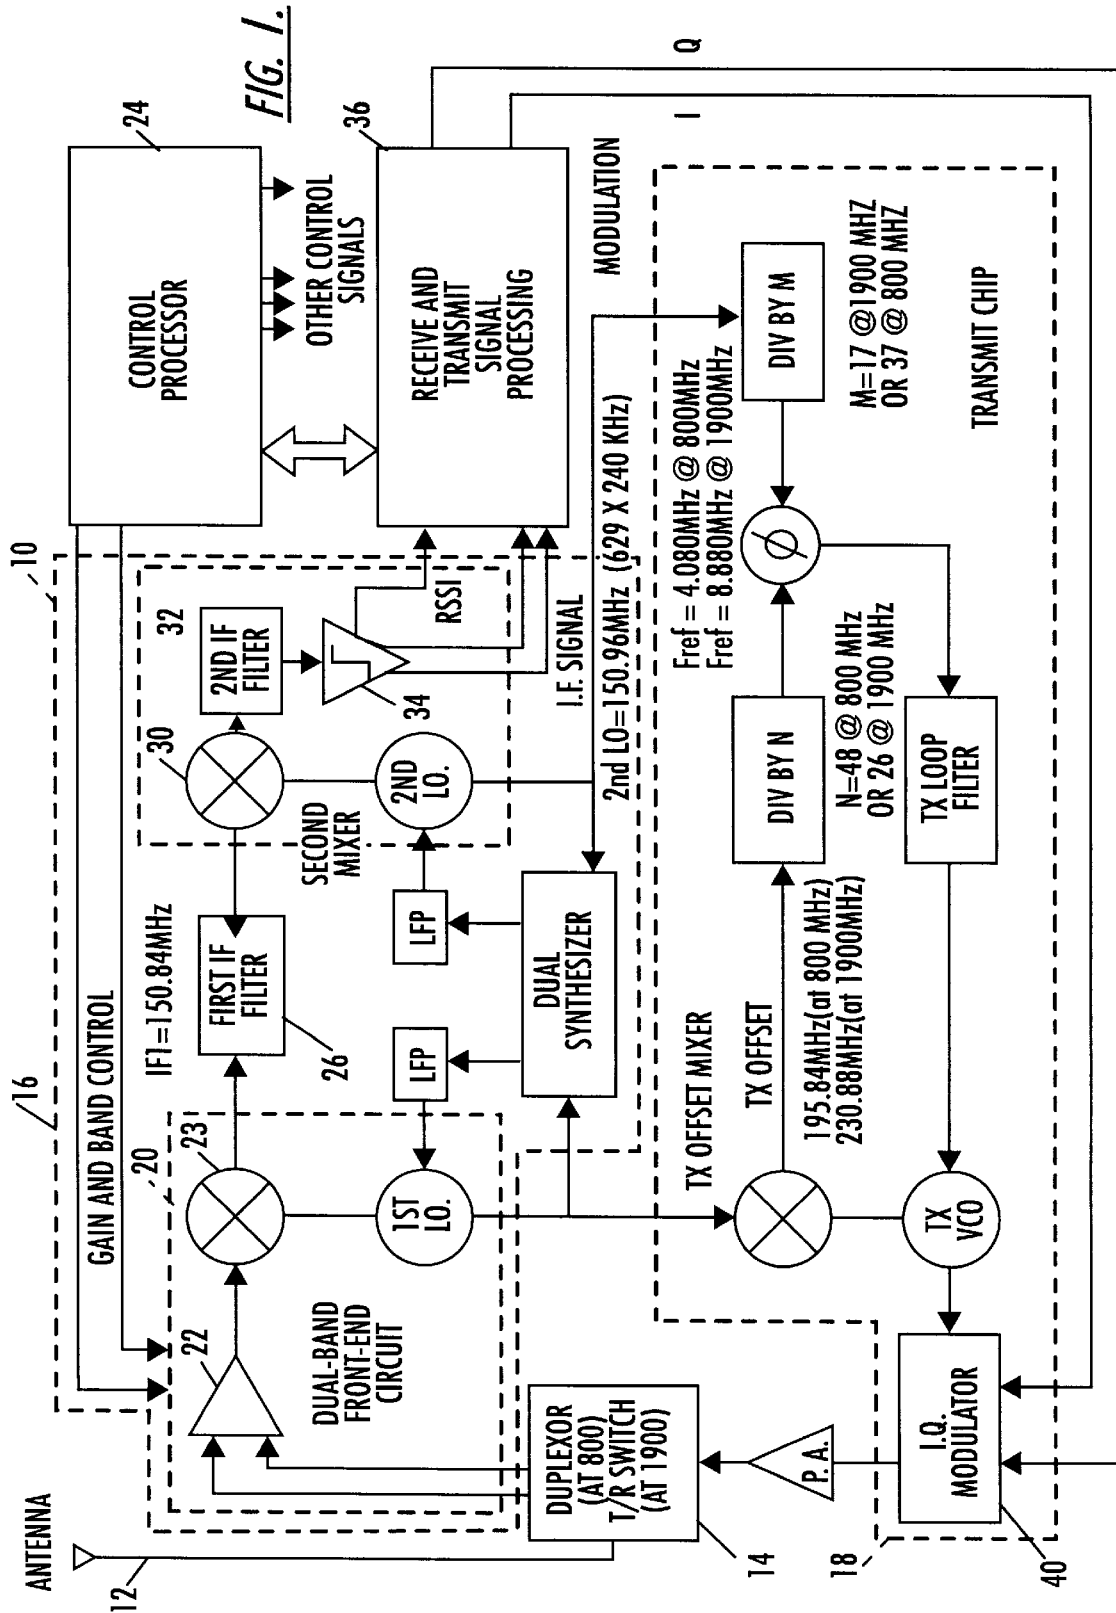 FIG. 1.
ANTENNA
12
16
10
GAIN AND BAND CONTROL
24
CONTROL
PROCESSOR
OTHER CONTROL
SIGNALS
20
22
23
DUAL-BAND
FRONT-END
CIRCUIT
1ST
LO.
IF1=150.84MHz
FIRST IF
FILTER
26
LFP
LFP
DUAL
SYNTHESIZER
SECOND
MIXER
30
2ND
LO.
32
2ND IF
FILTER
34
RSSI
I.F. SIGNAL
2nd LO=150.96MHz (629 X 240 KHz)
36
RECEIVE AND
TRANSMIT
SIGNAL
PROCESSING
Q
I
MODULATION
DUPLEXOR
(AT 800)
T/R SWITCH
(AT 1900)
14
P. A.
18
I.Q.
MODULATOR
40
TX OFFSET MIXER
TX OFFSET
195.84MHz(at 800 MHz)
230.88MHz(at 1900MHz)
TX
VCO
DIV BY N
N=48 @ 800 MHz
OR 26 @ 1900 MHz
TX LOOP
FILTER
Fref = 4.080MHz @ 800MHz
Fref = 8.880MHz @ 1900MHz
Ø
DIV BY M
M=17 @1900 MHZ
OR 37 @ 800 MHZ
TRANSMIT CHIP